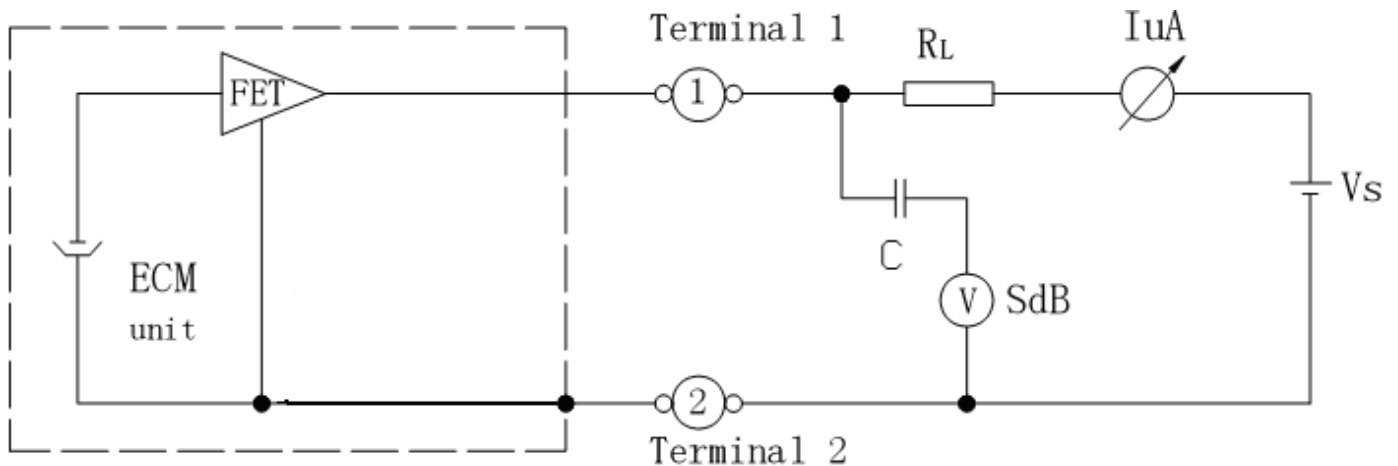 Terminal 1
RL
IuA
FET
1
Vs
C
ECM
unit
V
SdB
2
Terminal 2